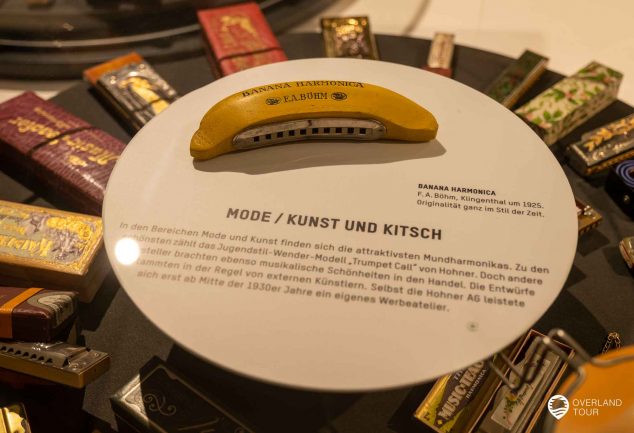 BANANA HARMONICA
F.A.BÖHM
BANANA HARMONICA
F. A. Böhm, Klingenthal um 1925.
Originalität ganz im Stil der Zeit.
MODE / KUNST UND KITSCH
In den Bereichen Mode und Kunst finden sich die attraktivsten Mundharmonikas. Zu den
schönsten zählt das Jugendstil-Wender-Modell „Trumpet Call“ von Hohner. Doch andere
steller brachten ebenso musikalische Schönheiten in den Handel. Die Entwürfe
ammten in der Regel von externen Künstlern. Selbst die Hohner AG leistete
sich erst ab Mitte der 1930er Jahre ein eigenes Werbeatelier.
OVERLAND
TOUR